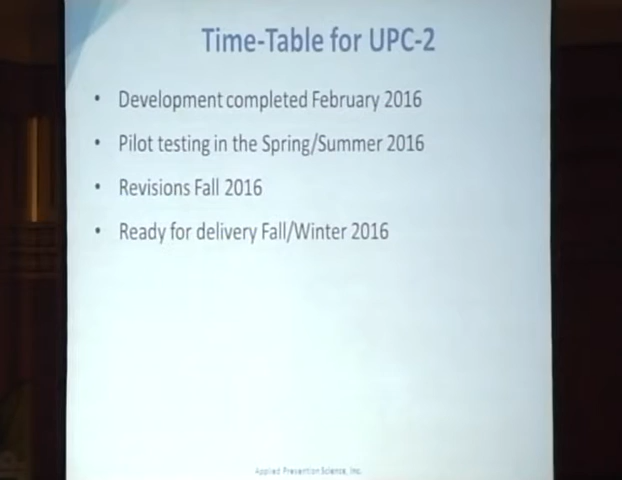 Time-Table for UPC-2
• Development completed February 2016
• Pilot testing in the Spring/Summer 2016
• Revisions Fall 2016
• Ready for delivery Fall/Winter 2016
Applied Prevention Science, Inc.